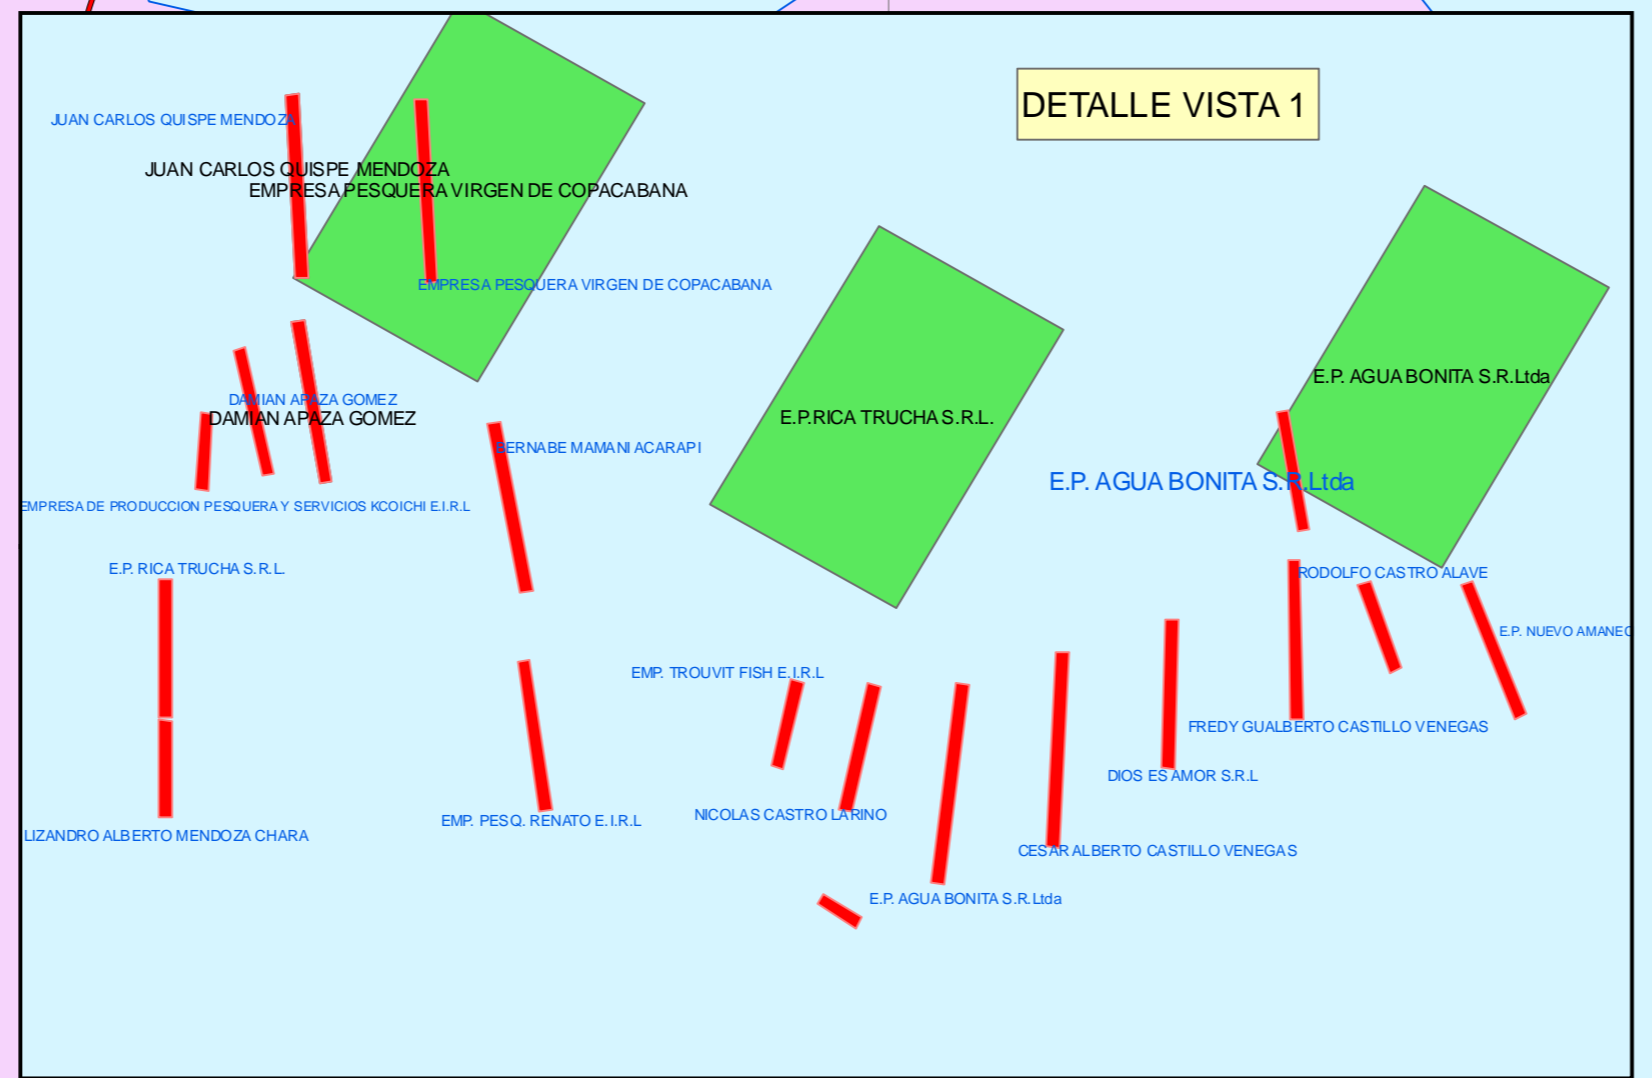 DETALLE VISTA 1
JUAN CARLOS QUISPE MENDOZA
JUAN CARLOS QUISPE MENDOZA
EMPRESA PESQUERA VIRGEN DE COPACABANA
EMPRESA PESQUERA VIRGEN DE COPACABANA
E.P. AGUA BONITA S.R.Ltda
DAMIAN APAZA GOMEZ
DAMIAN APAZA GOMEZ
E.P.RICA TRUCHA S.R.L.
BERNABE MAMANI ACARAPI
E.P. AGUA BONITA S.R.Ltda
EMPRESA DE PRODUCCION PESQUERA Y SERVICIOS KCOICHI E.I.R.L
E.P. RICA TRUCHA S.R.L.
RODOLFO CASTRO ALAVE
E.P. NUEVO AMANEC
EMP. TROUVIT FISH E.I.R.L
FREDY GUALBERTO CASTILLO VENEGAS
DIOS ES AMOR S.R.L
NICOLAS CASTRO LARINO
EMP. PESQ. RENATO E.I.R.L
LIZANDRO ALBERTO MENDOZA CHARA
CESAR ALBERTO CASTILLO VENEGAS
E.P. AGUA BONITA S.R.Ltda